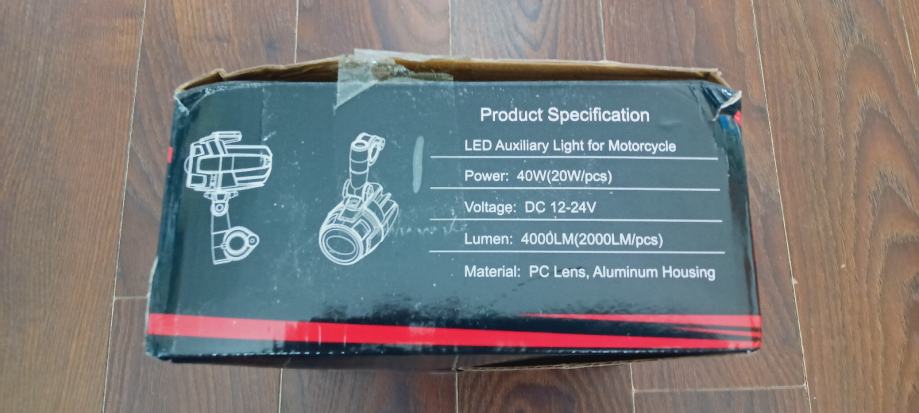 Product Specification
LED Auxiliary Light for Motorcycle
Power: 40W(20W/pcs)
Voltage: DC 12-24V
Lumen: 4000LM(2000LM/pcs)
Material: PC Lens, Aluminum Housing